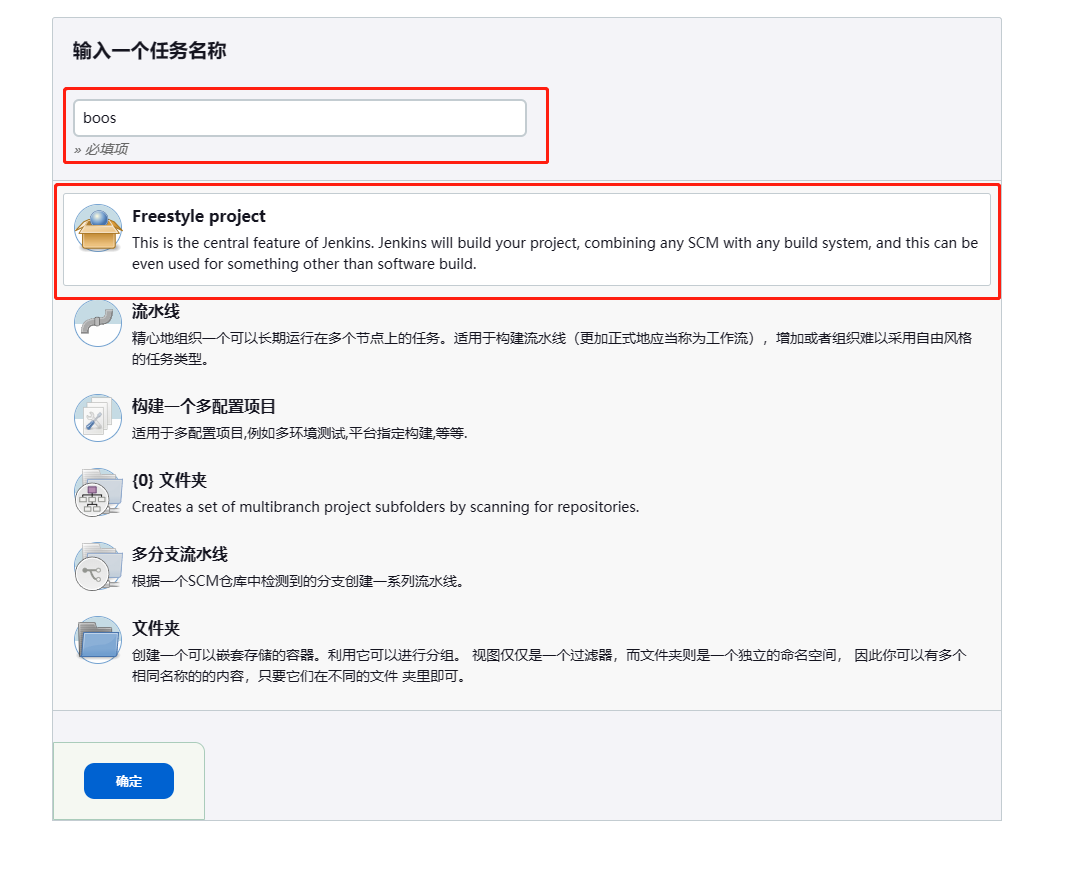 输入一个任务名称
boos
» 必填项
Freestyle project
This is the central feature of Jenkins. Jenkins will build your project, combining any SCM with any build system, and this can be
even used for something other than software build.
流水线
精心地组织一个可以长期运行在多个节点上的任务。适用于构建流水线（更加正式地应当称为工作流），增加或者组织难以采用自由风格
的任务类型。
构建一个多配置项目
适用于多配置项目,例如多环境测试,平台指定构建,等等.
{0} 文件夹
Creates a set of multibranch project subfolders by scanning for repositories.
多分支流水线
根据一个SCM仓库中检测到的分支创建一系列流水线。
文件夹
创建一个可以嵌套存储的容器。利用它可以进行分组。 视图仅仅是一个过滤器，而文件夹则是一个独立的命名空间， 因此你可以有多个
相同名称的的内容，只要它们在不同的文件 夹里即可。
确定